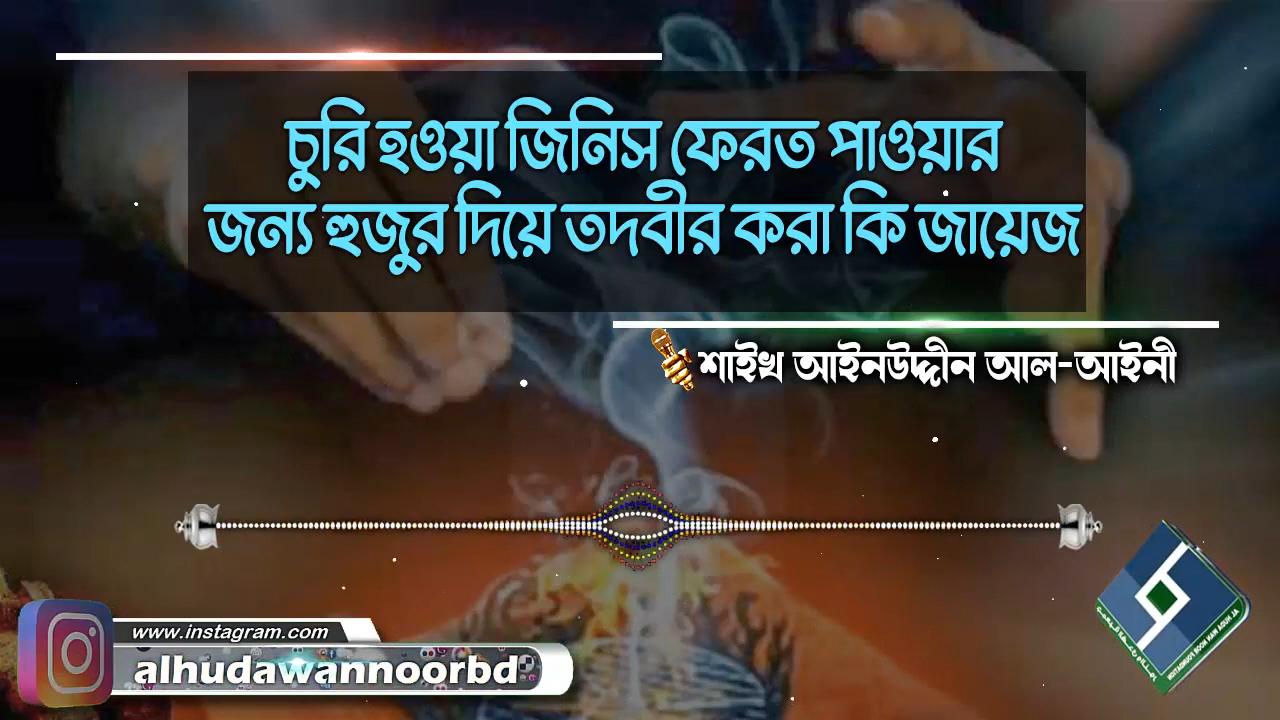 চুরি হওয়া জিনিস ফেরত পাওয়ার
জন্য হুজুর দিয়ে তদবীর করা কি জায়েজ
শাইখ আইনউদ্দীন আল-আইনী
www.instagram.com
alhudawannoorbd